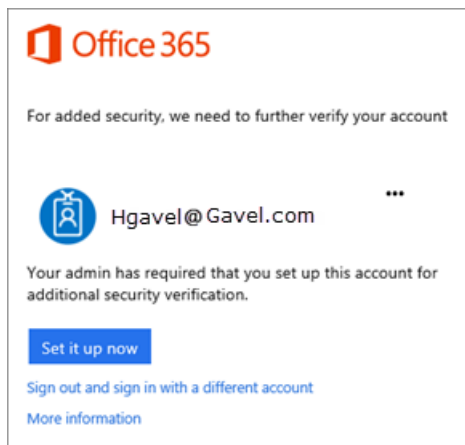 Office 365
For added security, we need to further verify your account
Hgavel@Gavel.com
Your admin has required that you set up this account for
additional security verification.
Set it up now
Sign out and sign in with a different account
More information